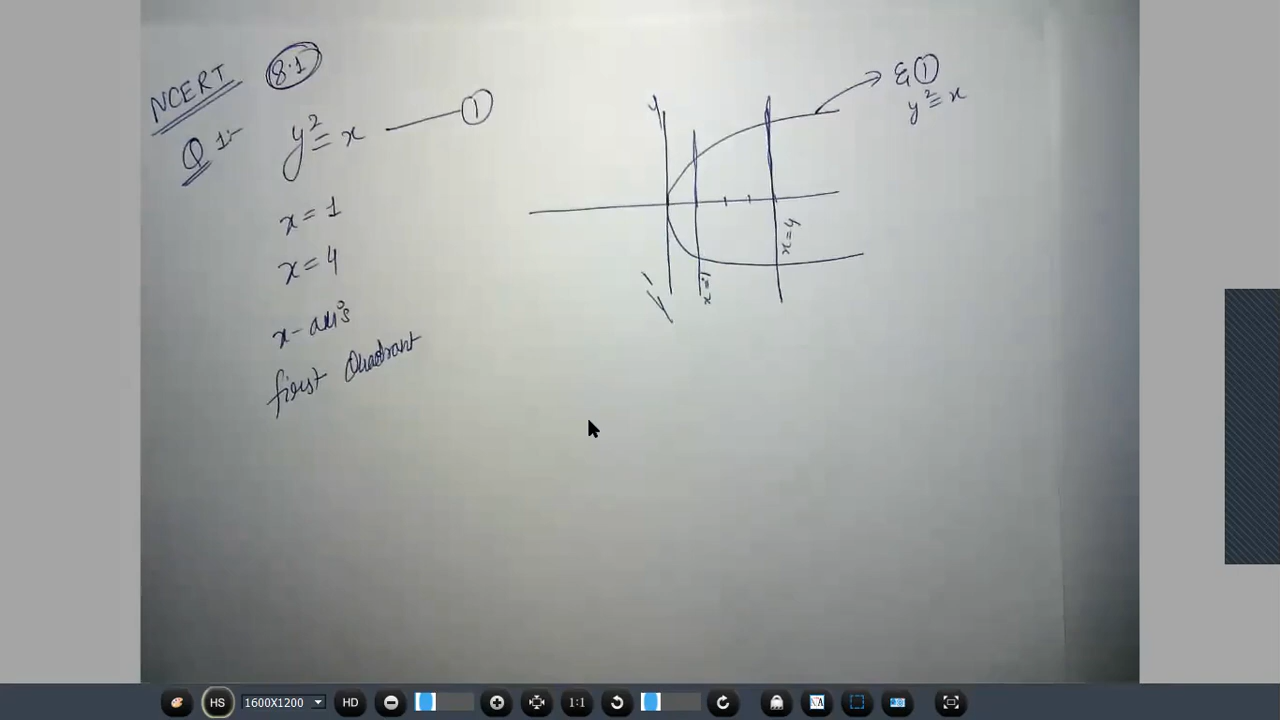 NCERT 8.1
Q 1:- y² = x — 1
x = 1
x = 4
x-axis
first Quadrant
y
Eq 1
y² = x
x=4
x=1
y'
HS
1600X1200
HD
1:1